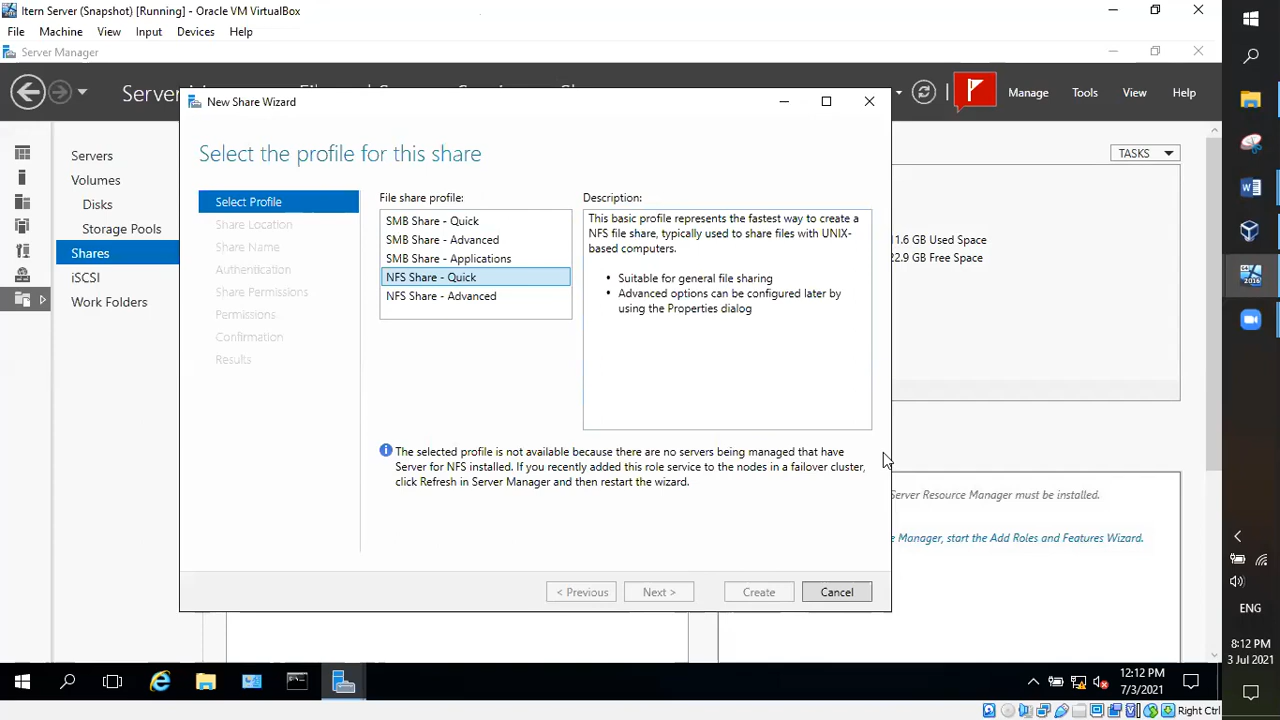 Itern Server (Snapshot) [Running] - Oracle VM VirtualBox
File Machine View Input Devices Help
Server Manager
Manage Tools View Help
New Share Wizard
Select the profile for this share
Servers
Volumes
Disks
Storage Pools
Shares
iSCSI
Work Folders
Select Profile
Share Location
Share Name
Authentication
Share Permissions
Permissions
Confirmation
Results
File share profile:
SMB Share - Quick
SMB Share - Advanced
SMB Share - Applications
NFS Share - Quick
NFS Share - Advanced
Description:
This basic profile represents the fastest way to create a
NFS file share, typically used to share files with UNIX-
based computers.
• Suitable for general file sharing
• Advanced options can be configured later by
using the Properties dialog
The selected profile is not available because there are no servers being managed that have
Server for NFS installed. If you recently added this role service to the nodes in a failover cluster,
click Refresh in Server Manager and then restart the wizard.
< Previous Next > Create Cancel
TASKS
1.6 GB Used Space
2.9 GB Free Space
Server Resource Manager must be installed.
Manager, start the Add Roles and Features Wizard.
2016
ENG
8:12 PM
3 Jul 2021
12:12 PM
7/3/2021
Right Ctrl